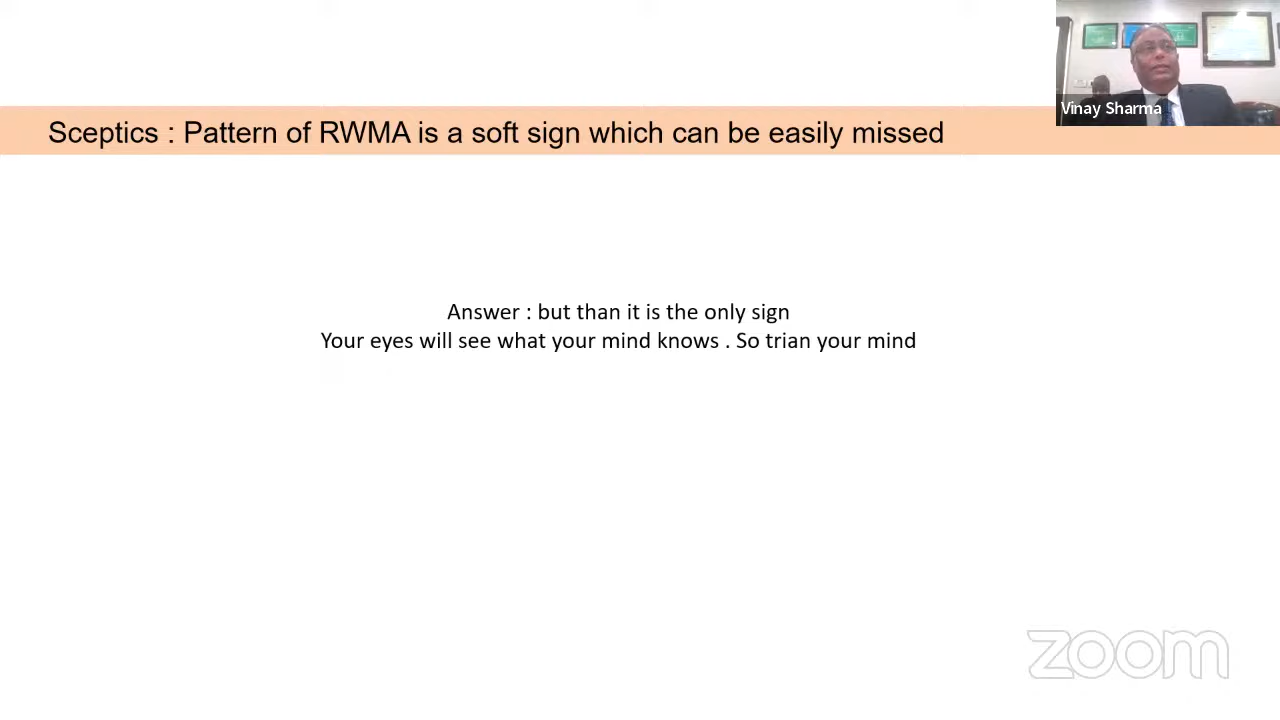 Vinay Sharma
Sceptics : Pattern of RWMA is a soft sign which can be easily missed
Answer : but than it is the only sign
Your eyes will see what your mind knows . So trian your mind
zoom